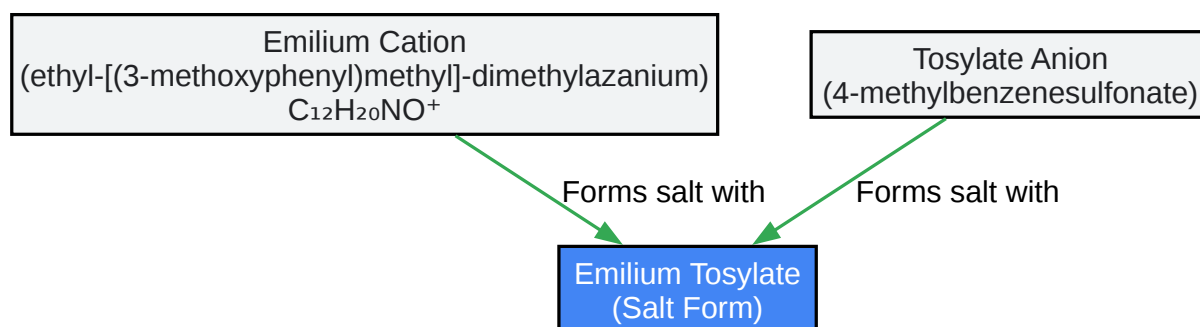 Emilium Cation
(ethyl-[(3-methoxyphenyl)methyl]-dimethylazanium)
C₁₂H₂₀NO⁺
Tosylate Anion
(4-methylbenzenesulfonate)
Forms salt with
Forms salt with
Emilium Tosylate
(Salt Form)